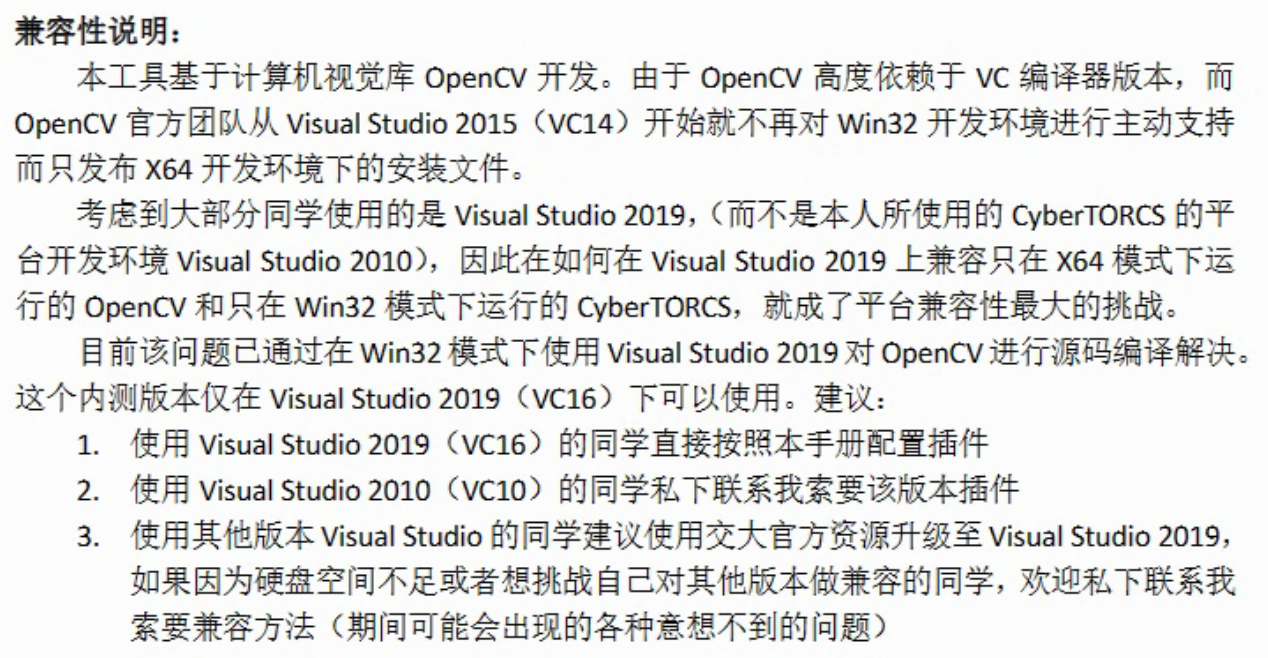 兼容性说明：
本工具基于计算机视觉库 OpenCV 开发。由于 OpenCV 高度依赖于 VC 编译器版本，而
OpenCV 官方团队从 Visual Studio 2015（VC14）开始就不再对 Win32 开发环境进行主动支持
而只发布 X64 开发环境下的安装文件。
考虑到大部分同学使用的是 Visual Studio 2019，（而不是本人所使用的 CyberTORCS 的平
台开发环境 Visual Studio 2010），因此在如何在 Visual Studio 2019 上兼容只在 X64 模式下运
行的 OpenCV 和只在 Win32 模式下运行的 CyberTORCS，就成了平台兼容性最大的挑战。
目前该问题已通过在 Win32 模式下使用 Visual Studio 2019 对 OpenCV 进行源码编译解决。
这个内测版本仅在 Visual Studio 2019（VC16）下可以使用。建议：
1. 使用 Visual Studio 2019（VC16）的同学直接按照本手册配置插件
2. 使用 Visual Studio 2010（VC10）的同学私下联系我索要该版本插件
3. 使用其他版本 Visual Studio 的同学建议使用交大官方资源升级至 Visual Studio 2019，
如果因为硬盘空间不足或者想挑战自己对其他版本做兼容的同学，欢迎私下联系我
索要兼容方法（期间可能会出现的各种意想不到的问题）